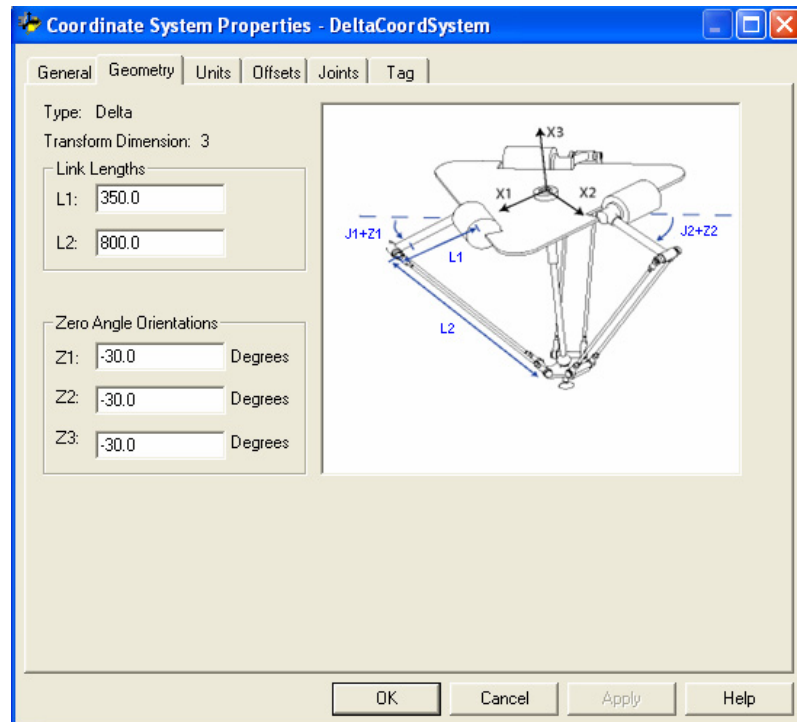 Coordinate System Properties - DeltaCoordSystem
General Geometry Units Offsets Joints Tag
Type: Delta
Transform Dimension: 3
Link Lengths
L1: 350.0
L2: 800.0
Zero Angle Orientations
Z1: -30.0 Degrees
Z2: -30.0 Degrees
Z3: -30.0 Degrees
X3
X1 X2
J1+Z1 J2+Z2
L1
L2
OK Cancel Apply Help